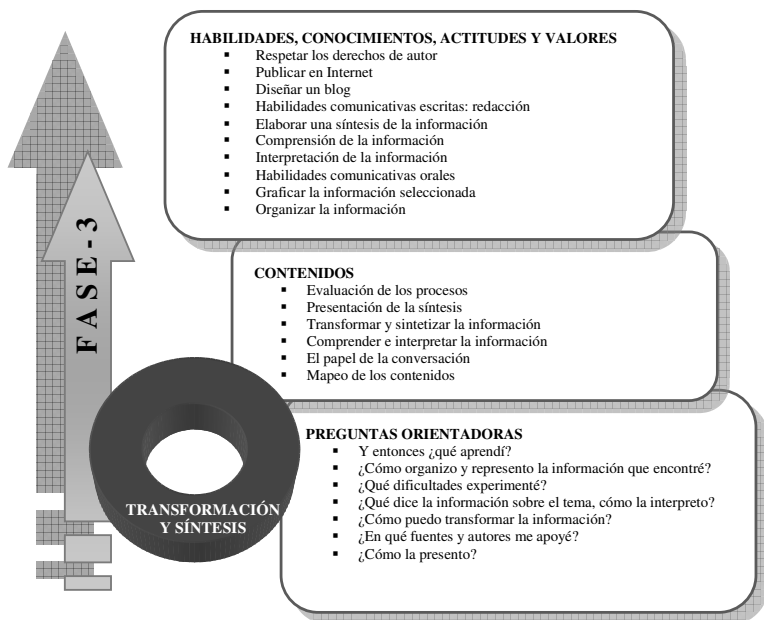 HABILIDADES, CONOCIMIENTOS, ACTITUDES Y VALORES
▪ Respetar los derechos de autor
▪ Publicar en Internet
▪ Diseñar un blog
▪ Habilidades comunicativas escritas: redacción
▪ Elaborar una síntesis de la información
▪ Comprensión de la información
▪ Interpretación de la información
▪ Habilidades comunicativas orales
▪ Graficar la información seleccionada
▪ Organizar la información
FASE-3
CONTENIDOS
▪ Evaluación de los procesos
▪ Presentación de la síntesis
▪ Transformar y sintetizar la información
▪ Comprender e interpretar la información
▪ El papel de la conversación
▪ Mapeo de los contenidos
PREGUNTAS ORIENTADORAS
▪ Y entonces ¿qué aprendí?
▪ ¿Cómo organizo y represento la información que encontré?
▪ ¿Qué dificultades experimenté?
▪ ¿Qué dice la información sobre el tema, cómo la interpreto?
▪ ¿Cómo puedo transformar la información?
▪ ¿En qué fuentes y autores me apoyé?
▪ ¿Cómo la presento?
TRANSFORMACIÓN
Y SÍNTESIS